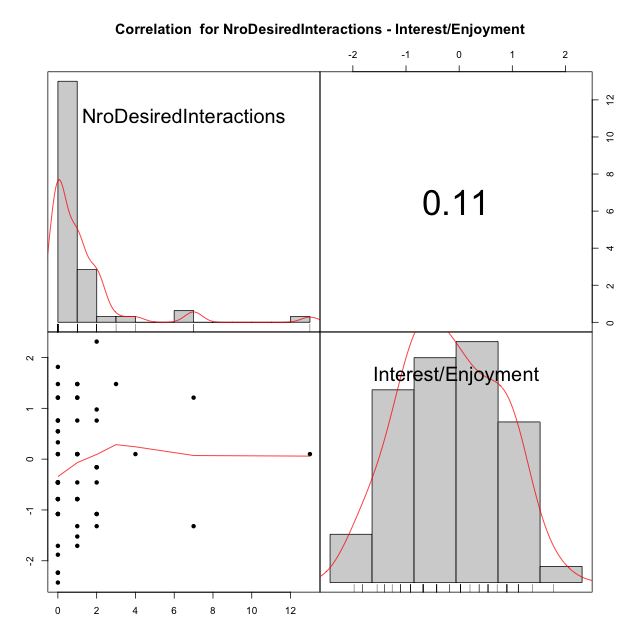 Correlation  for NroDesiredInteractions - Interest/Enjoyment
-2 -1 0 1 2
NroDesiredInteractions
0.11
12
10
8
6
4
2
0
Interest/Enjoyment
2
1
0
-1
-2
0 2 4 6 8 10 12